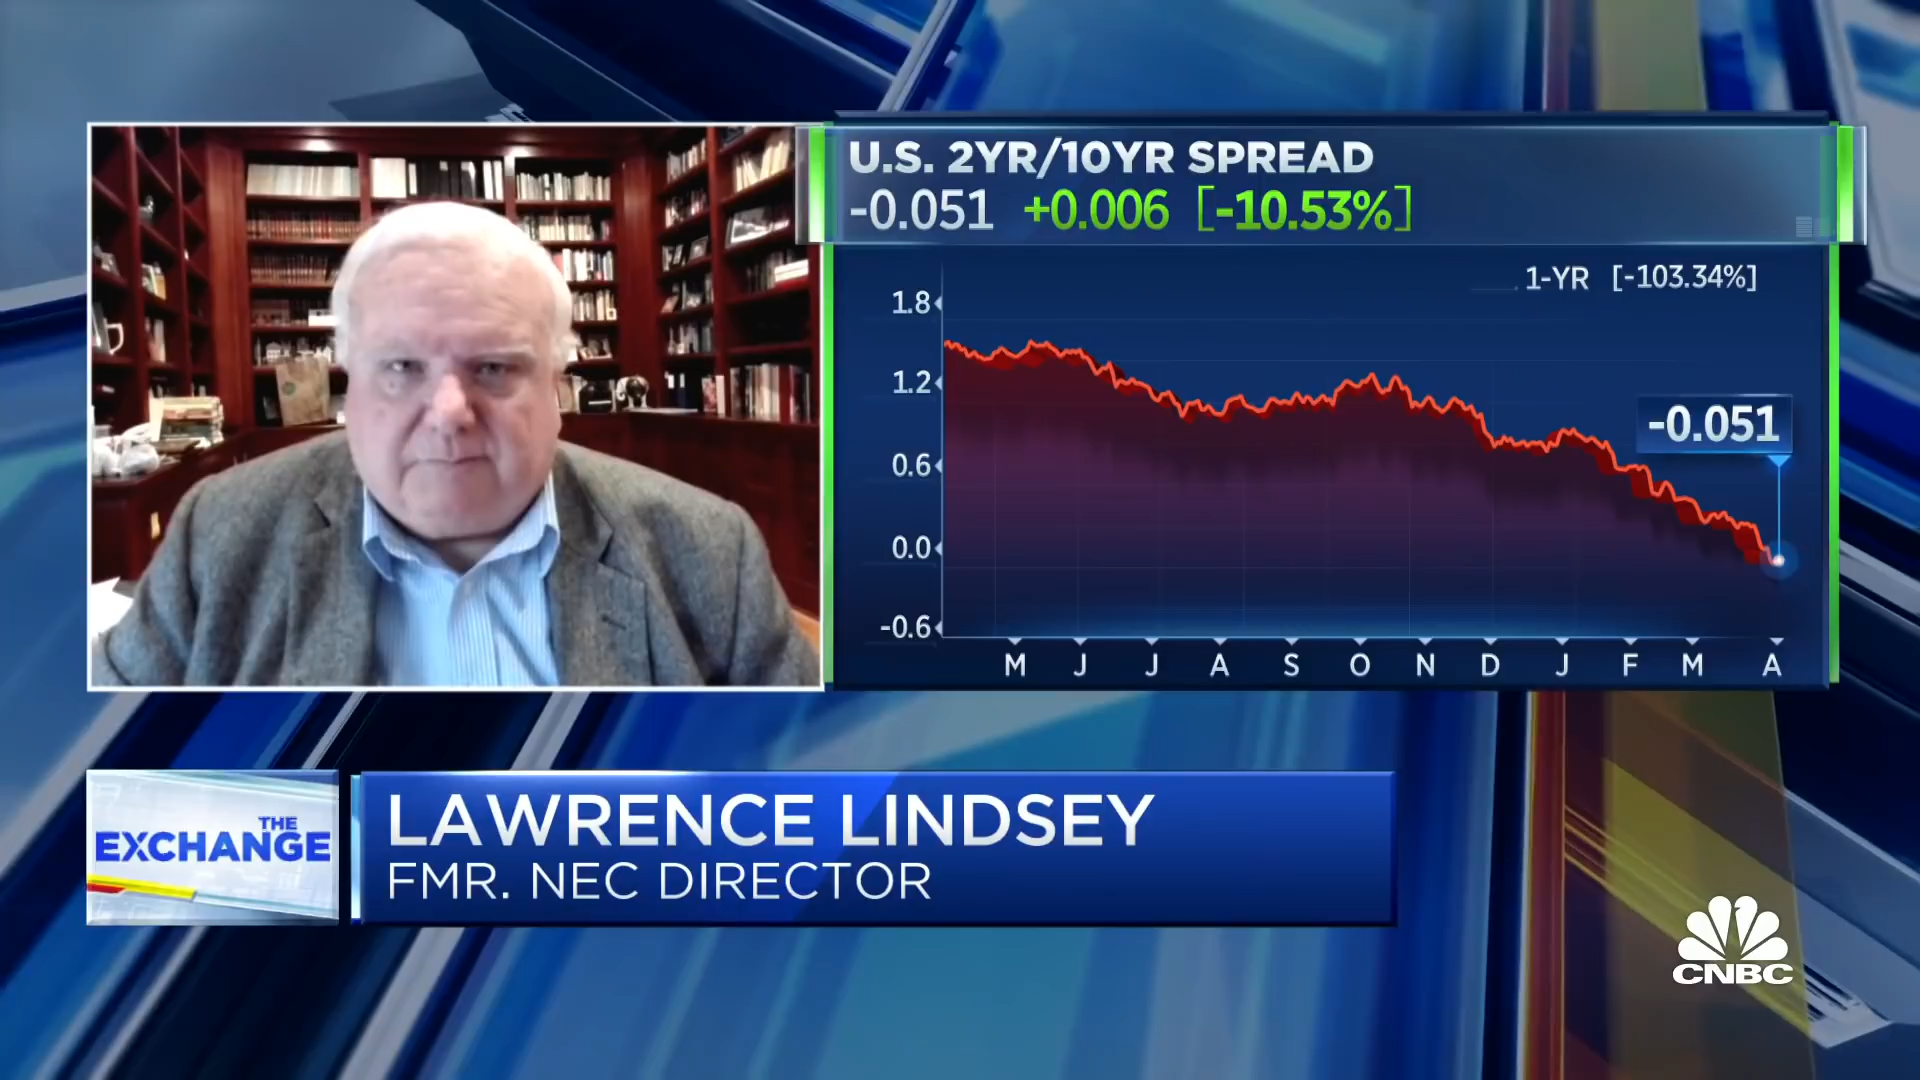 U.S. 2YR/10YR SPREAD
-0.051 +0.006 [-10.53%]
1-YR [-103.34%]
1.8
1.2
0.6
0.0
-0.6
-0.051
M J J A S O N D J F M A
THE
EXCHANGE
LAWRENCE LINDSEY
FMR. NEC DIRECTOR
CNBC